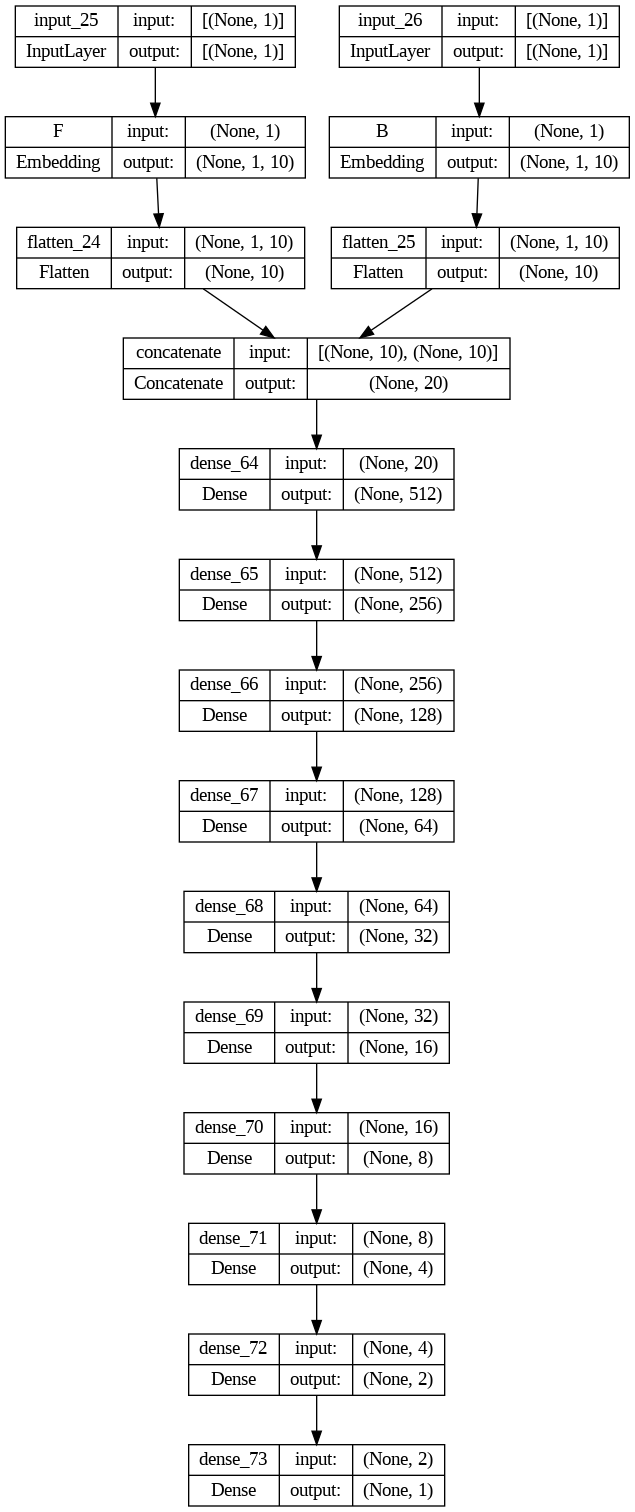 input_25 input: [(None, 1)]
InputLayer output: [(None, 1)]
input_26 input: [(None, 1)]
InputLayer output: [(None, 1)]
F input: (None, 1)
Embedding output: (None, 1, 10)
B input: (None, 1)
Embedding output: (None, 1, 10)
flatten_24 input: (None, 1, 10)
Flatten output: (None, 10)
flatten_25 input: (None, 1, 10)
Flatten output: (None, 10)
concatenate input: [(None, 10), (None, 10)]
Concatenate output: (None, 20)
dense_64 input: (None, 20)
Dense output: (None, 512)
dense_65 input: (None, 512)
Dense output: (None, 256)
dense_66 input: (None, 256)
Dense output: (None, 128)
dense_67 input: (None, 128)
Dense output: (None, 64)
dense_68 input: (None, 64)
Dense output: (None, 32)
dense_69 input: (None, 32)
Dense output: (None, 16)
dense_70 input: (None, 16)
Dense output: (None, 8)
dense_71 input: (None, 8)
Dense output: (None, 4)
dense_72 input: (None, 4)
Dense output: (None, 2)
dense_73 input: (None, 2)
Dense output: (None, 1)